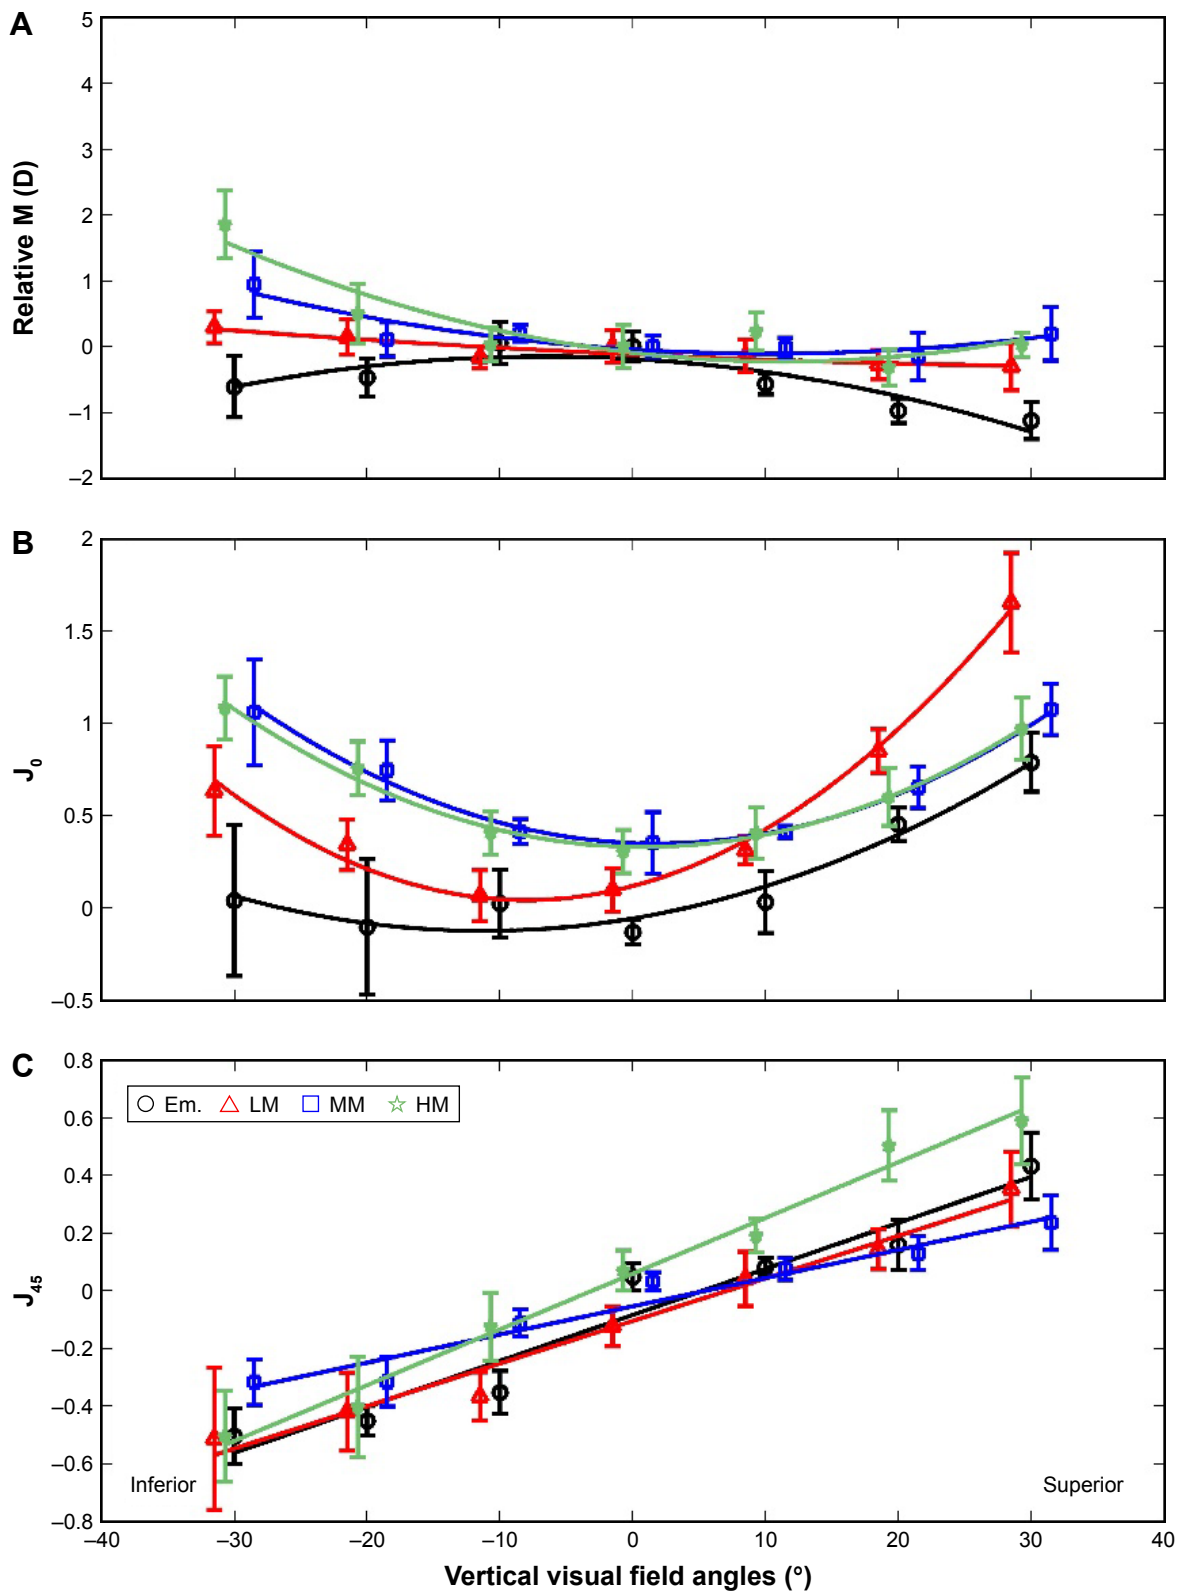 A
5
4
3
2
1
0
–1
–2
Relative M (D)
B
2
1.5
1
0.5
0
–0.5
J0
C
0.8
0.6
0.4
0.2
0
–0.2
–0.4
–0.6
–0.8
J45
Em. LM MM HM
Inferior Superior
–40 –30 –20 –10 0 10 20 30 40
Vertical visual field angles (°)